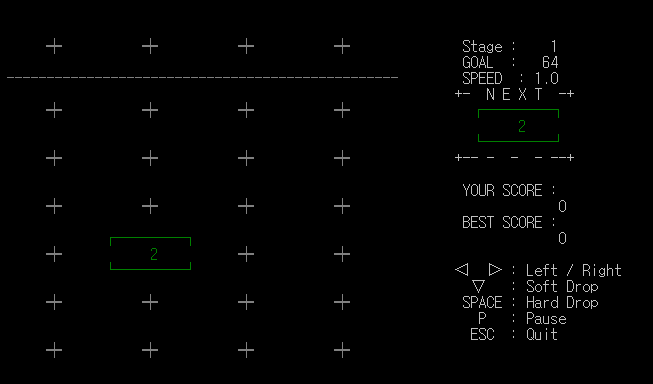 Stage : 1
GOAL : 64
SPEED : 1.0
+- N E X T -+
2
+-- - - - --+
YOUR SCORE :
0
BEST SCORE :
0
2
◁ ▷ : Left / Right
▽ : Soft Drop
SPACE : Hard Drop
P : Pause
ESC : Quit